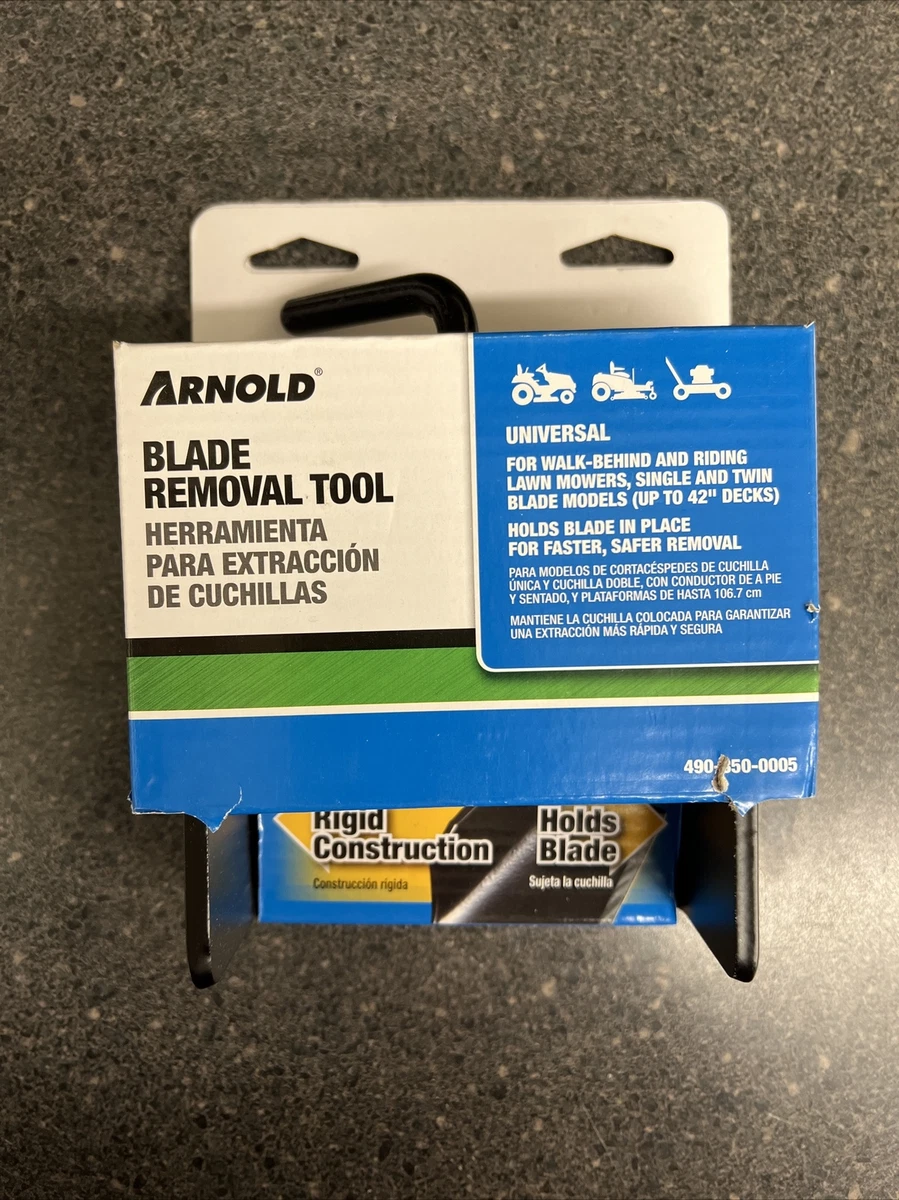 ARNOLD®
BLADE
REMOVAL TOOL
HERRAMIENTA
PARA EXTRACCIÓN
DE CUCHILLAS
UNIVERSAL
FOR WALK-BEHIND AND RIDING
LAWN MOWERS, SINGLE AND TWIN
BLADE MODELS (UP TO 42" DECKS)
HOLDS BLADE IN PLACE
FOR FASTER, SAFER REMOVAL
PARA MODELOS DE CORTACÉSPEDES DE CUCHILLA
ÚNICA Y CUCHILLA DOBLE, CON CONDUCTOR DE A PIE
Y SENTADO, Y PLATAFORMAS DE HASTA 106.7 cm
MANTIENE LA CUCHILLA COLOCADA PARA GARANTIZAR
UNA EXTRACCIÓN MÁS RÁPIDA Y SEGURA
490-850-0005
Rigid
Construction
Construcción rígida
Holds
Blade
Sujeta la cuchilla